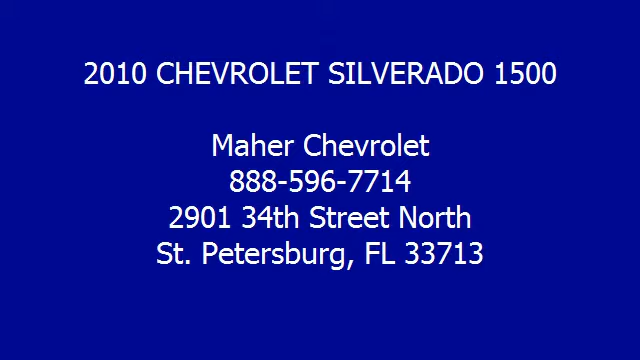 2010 CHEVROLET SILVERADO 1500
Maher Chevrolet
888-596-7714
2901 34th Street North
St. Petersburg, FL 33713